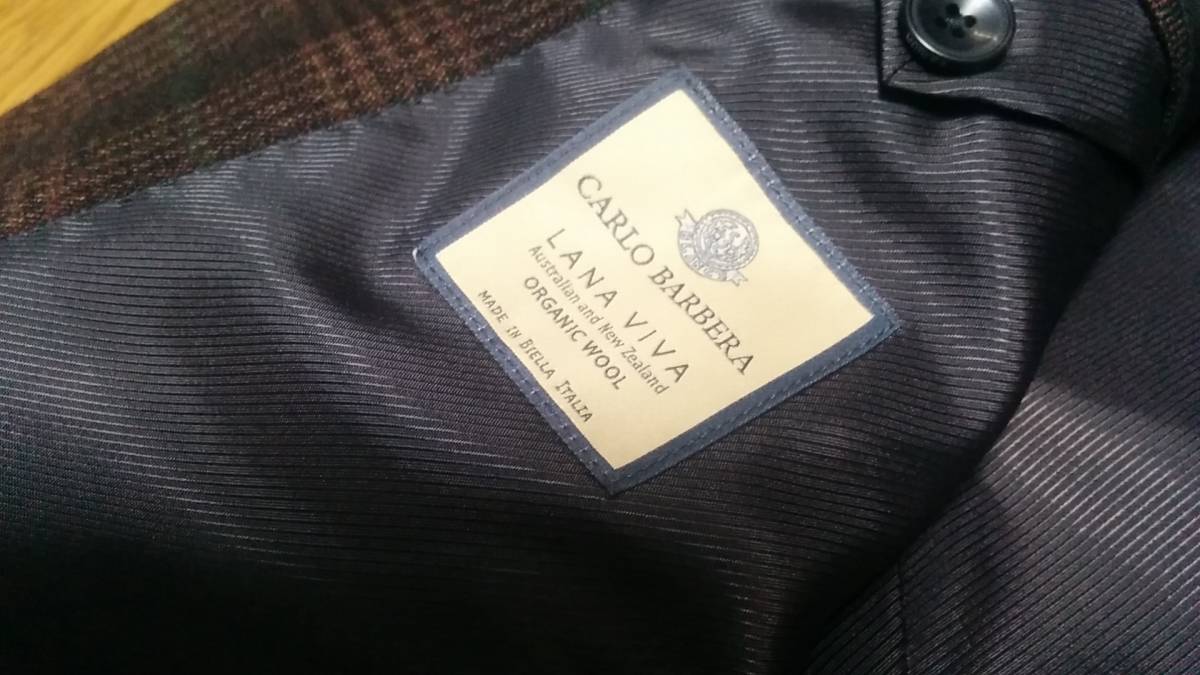 CARLO BARBERA
LANA VIVA
Australian and New Zealand
ORGANIC WOOL
MADE IN BIELLA ITALIA